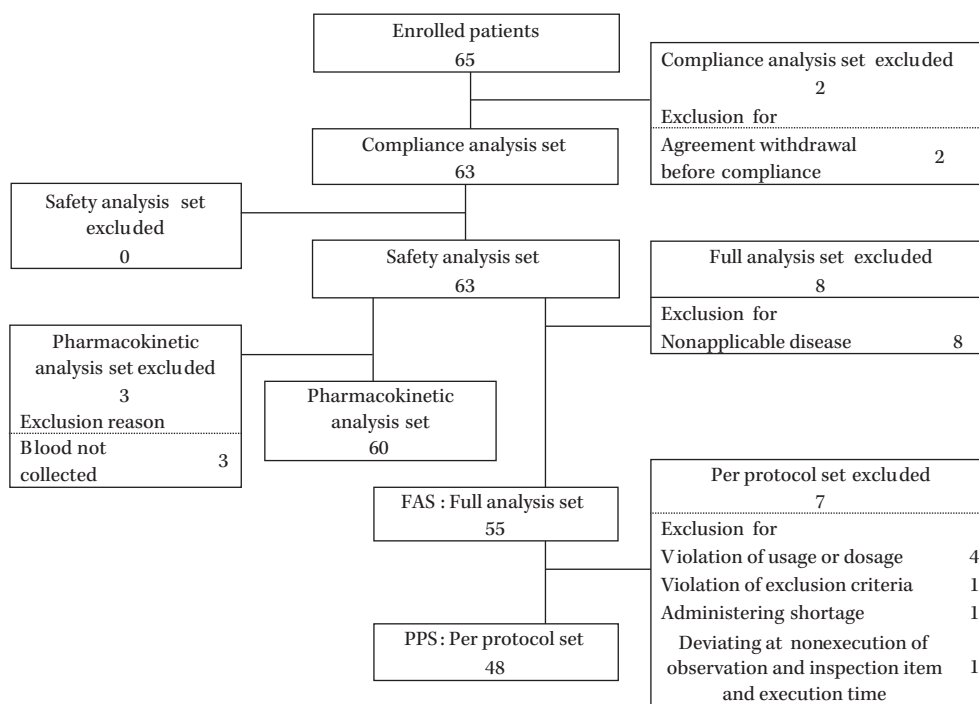 Enrolled patients
65
Compliance analysis set excluded
2
Exclusion for
Agreement withdrawal
before compliance
2
Compliance analysis set
63
Safety analysis set
excluded
0
Safety analysis set
63
Full analysis set excluded
8
Exclusion for
Nonapplicable disease 8
Pharmacokinetic
analysis set excluded
3
Exclusion reason
Blood not
collected
3
Pharmacokinetic
analysis set
60
FAS : Full analysis set
55
Per protocol set excluded
7
Exclusion for
Violation of usage or dosage 4
Violation of exclusion criteria 1
Administering shortage 1
Deviating at nonexecution of
observation and inspection item
and execution time
1
PPS: Per protocol set
48